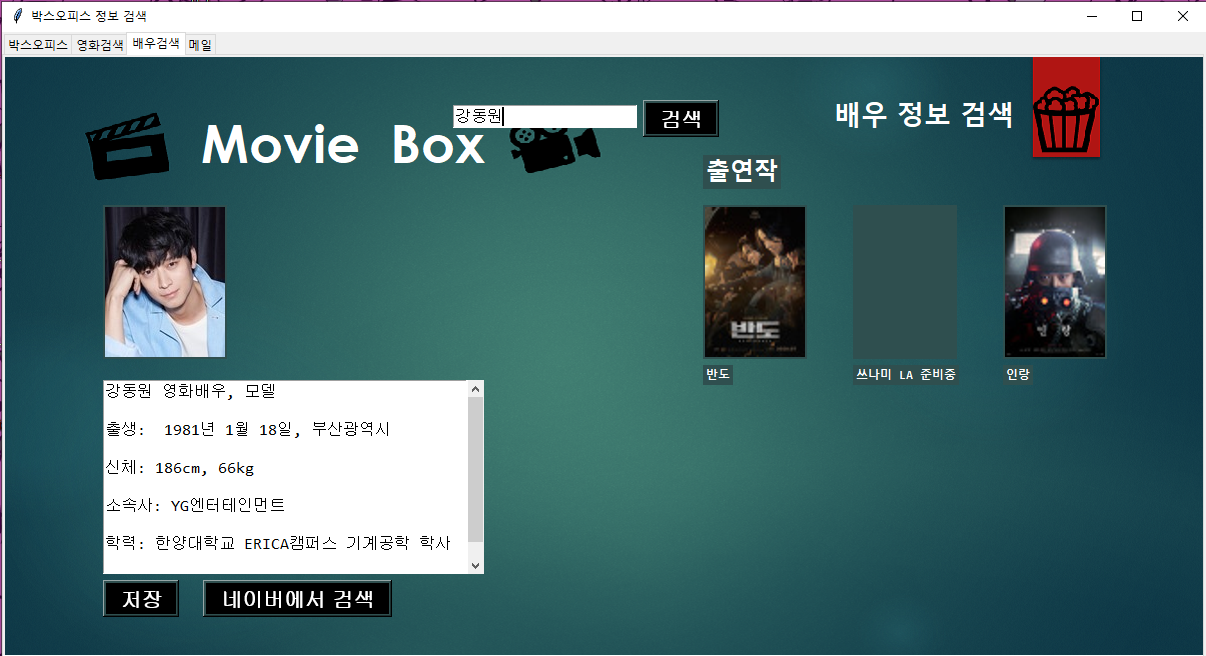 박스오피스 정보 검색
박스오피스 영화검색 배우검색 메일
강동원 검색
배우 정보 검색
Movie Box
출연작
반도
인랑
반도 쓰나미 LA 준비중 인랑
강동원 영화배우, 모델
출생: 1981년 1월 18일, 부산광역시
신체: 186cm, 66kg
소속사: YG엔터테인먼트
학력: 한양대학교 ERICA캠퍼스 기계공학 학사
저장 네이버에서 검색